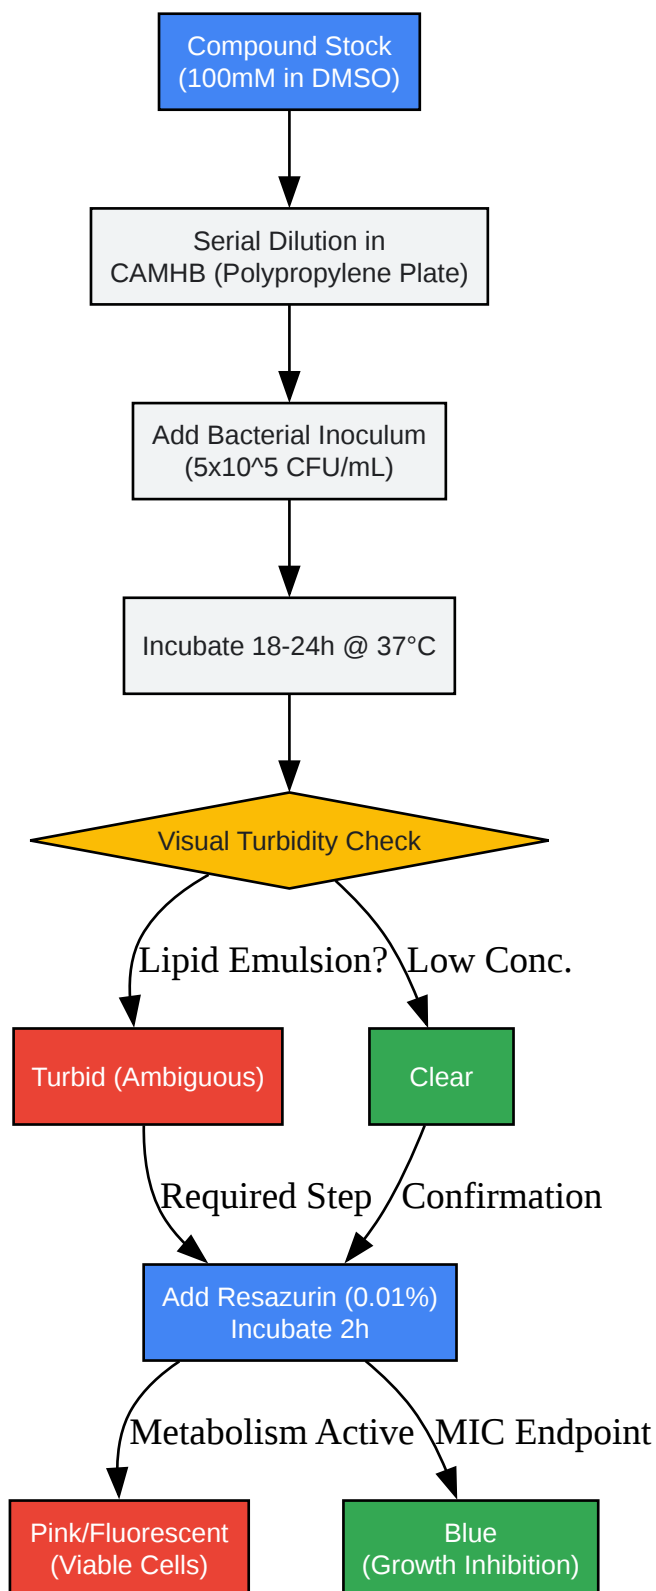 Compound Stock
(100mM in DMSO)
Serial Dilution in
CAMHB (Polypropylene Plate)
Add Bacterial Inoculum
(5x10^5 CFU/mL)
Incubate 18-24h @ 37°C
Visual Turbidity Check
Lipid Emulsion?
Low Conc.
Turbid (Ambiguous)
Clear
Required Step
Confirmation
Add Resazurin (0.01%)
Incubate 2h
Metabolism Active
MIC Endpoint
Pink/Fluorescent
(Viable Cells)
Blue
(Growth Inhibition)